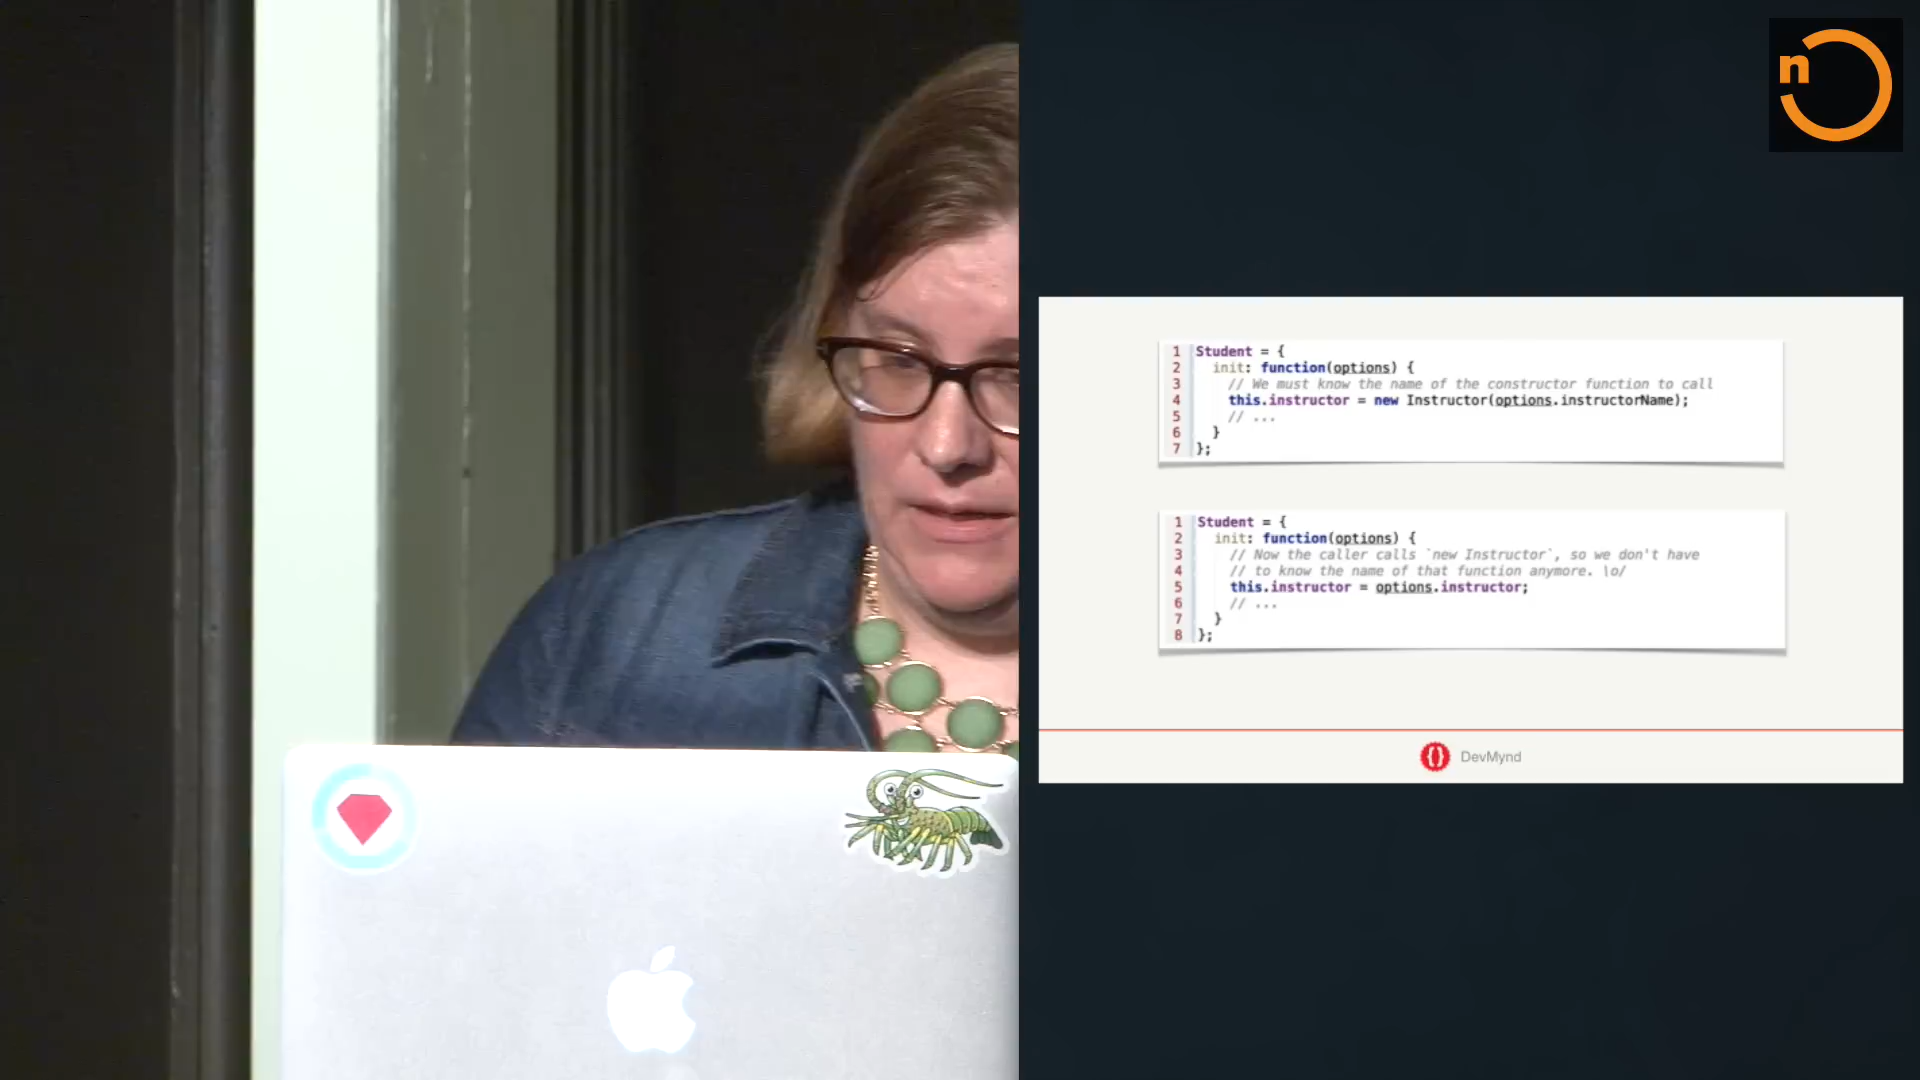 n
1 Student = {
2 init: function(options) {
3 // We must know the name of the constructor function to call
4 this.instructor = new Instructor(options.instructorName);
5 // ...
6 }
7 };
1 Student = {
2 init: function(options) {
3 // Now the caller calls `new Instructor`, so we don't have
4 // to know the name of that function anymore. \o/
5 this.instructor = options.instructor;
6 // ...
7 }
8 };
{} DevMynd